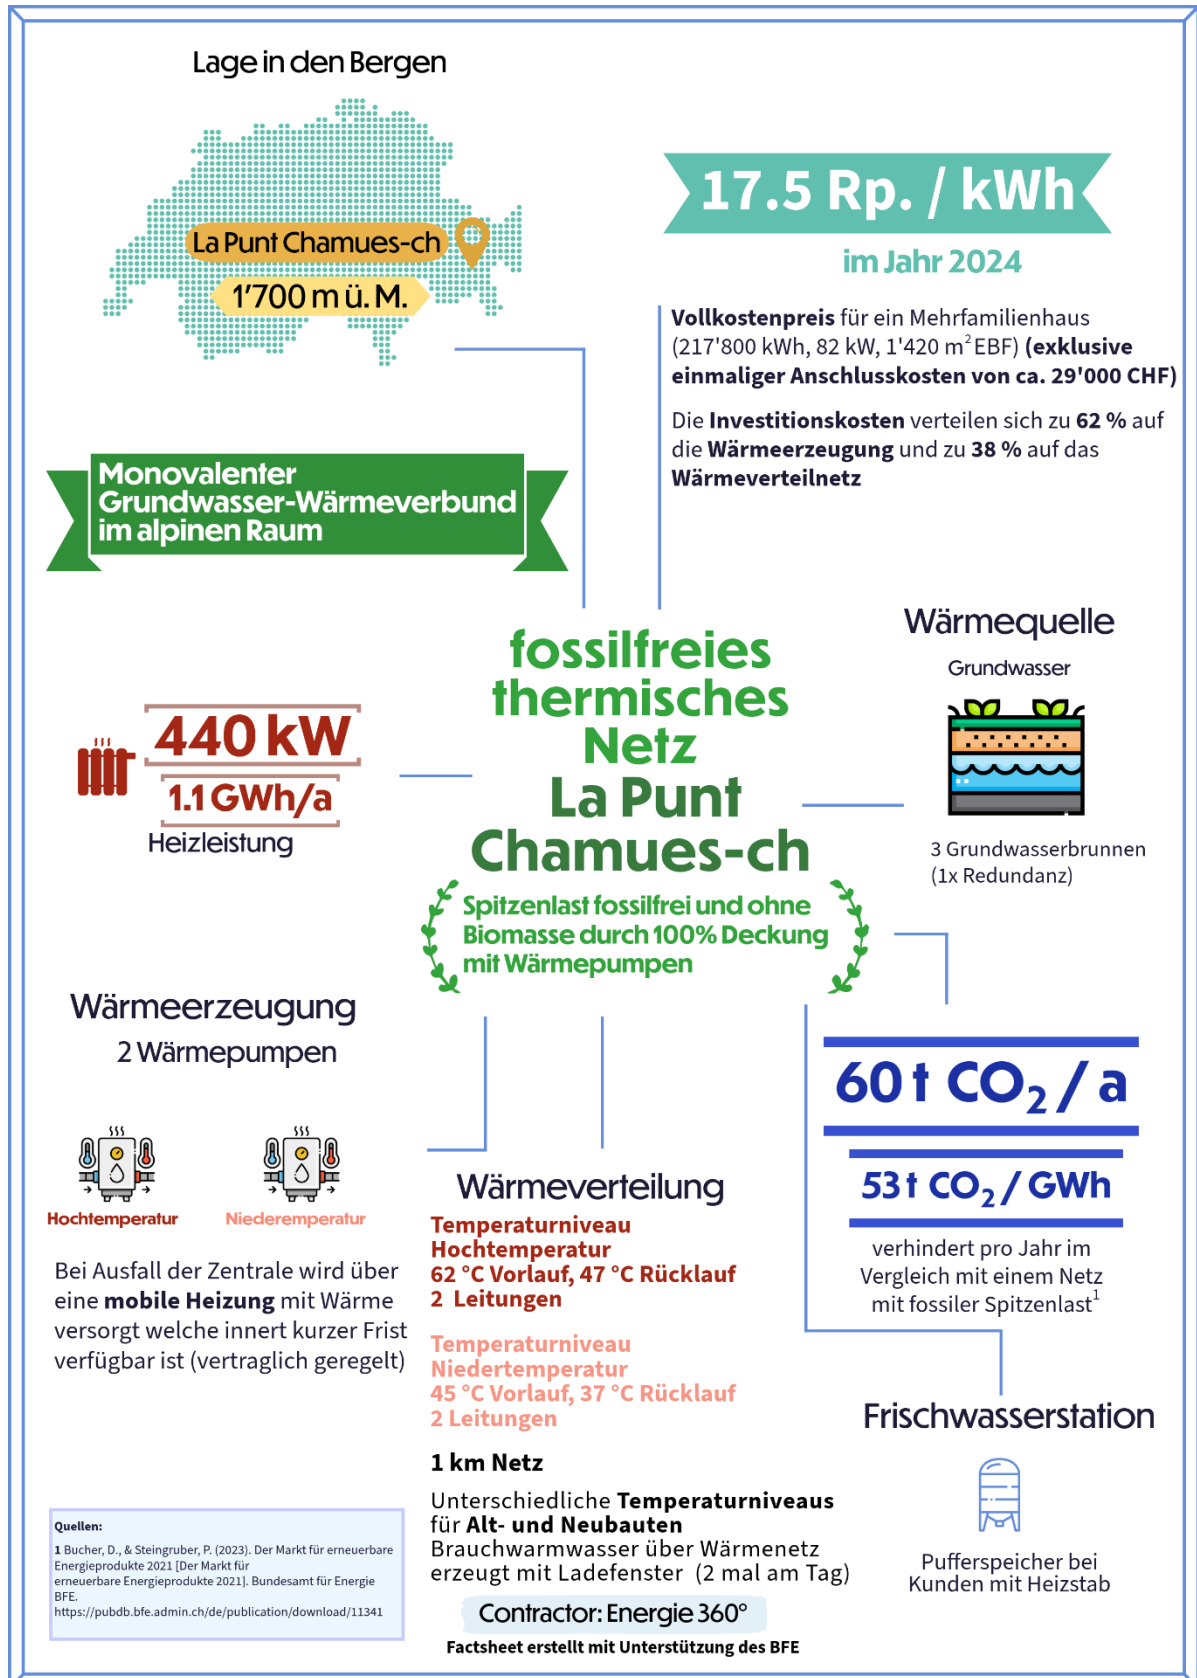 Lage in den Bergen
La Punt Chamues-ch
1'700 m ü. M.
17.5 Rp. / kWh
im Jahr 2024
Vollkostenpreis für ein Mehrfamilienhaus
(217'800 kWh, 82 kW, 1'420 m² EBF) (exklusive
einmaliger Anschlusskosten von ca. 29'000 CHF)
Die Investitionskosten verteilen sich zu 62 % auf
die Wärmeerzeugung und zu 38 % auf das
Wärmeverteilnetz
Monovalenter
Grundwasser-Wärmeverbund
im alpinen Raum
fossilfreies
thermisches
Netz
La Punt
Chamues-ch
Spitzenlast fossilfrei und ohne
Biomasse durch 100% Deckung
mit Wärmepumpen
440 kW
1.1 GWh/a
Heizleistung
Wärmequelle
Grundwasser
3 Grundwasserbrunnen
(1x Redundanz)
Wärmeerzeugung
2 Wärmepumpen
Hochtemperatur
Niederemperatur
Bei Ausfall der Zentrale wird über
eine mobile Heizung mit Wärme
versorgt welche innert kurzer Frist
verfügbar ist (vertraglich geregelt)
60 t CO₂ / a
53 t CO₂ / GWh
verhindert pro Jahr im
Vergleich mit einem Netz
mit fossiler Spitzenlast¹
Wärmeverteilung
Temperaturniveau
Hochtemperatur
62 °C Vorlauf, 47 °C Rücklauf
2 Leitungen
Temperaturniveau
Niedertemperatur
45 °C Vorlauf, 37 °C Rücklauf
2 Leitungen
1 km Netz
Unterschiedliche Temperaturniveaus
für Alt- und Neubauten
Brauchwarmwasser über Wärmenetz
erzeugt mit Ladefenster (2 mal am Tag)
Frischwasserstation
Pufferspeicher bei
Kunden mit Heizstab
Quellen:
1 Bucher, D., & Steingruber, P. (2023). Der Markt für erneuerbare
Energieprodukte 2021 [Der Markt für
erneuerbare Energieprodukte 2021]. Bundesamt für Energie
BFE.
https://pubdb.bfe.admin.ch/de/publication/download/11341
Contractor: Energie 360°
Factsheet erstellt mit Unterstützung des BFE